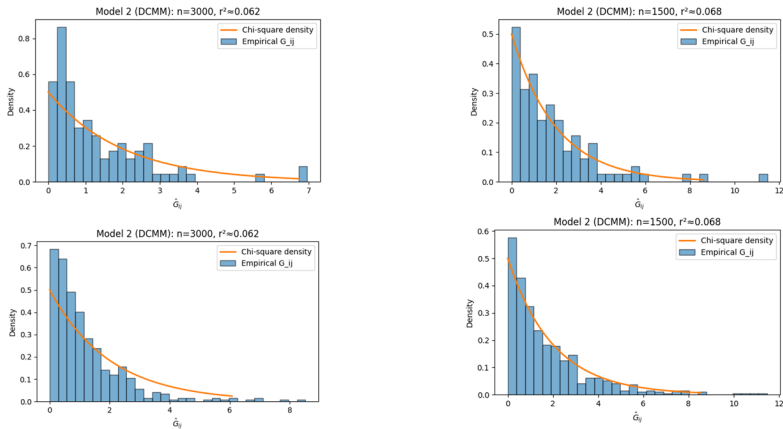 Model 2 (DCMM): n=3000, r²≈0.062
Chi-square density
Empirical G_ij
Density
0.8
0.6
0.4
0.2
0.0
0 1 2 3 4 5 6 7
Ĝij
Model 2 (DCMM): n=1500, r²≈0.068
Chi-square density
Empirical G_ij
Density
0.5
0.4
0.3
0.2
0.1
0.0
0 2 4 6 8 10 12
Ĝij
Model 2 (DCMM): n=3000, r²≈0.062
Chi-square density
Empirical G_ij
Density
0.7
0.6
0.5
0.4
0.3
0.2
0.1
0.0
0 2 4 6 8
Ĝij
Model 2 (DCMM): n=1500, r²≈0.068
Chi-square density
Empirical G_ij
Density
0.6
0.5
0.4
0.3
0.2
0.1
0.0
0 2 4 6 8 10 12
Ĝij